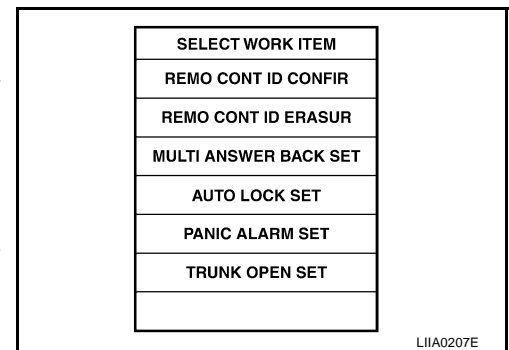 SELECT WORK ITEM
REMO CONT ID CONFIR
REMO CONT ID ERASUR
MULTI ANSWER BACK SET
AUTO LOCK SET
PANIC ALARM SET
TRUNK OPEN SET
LIIA0207E